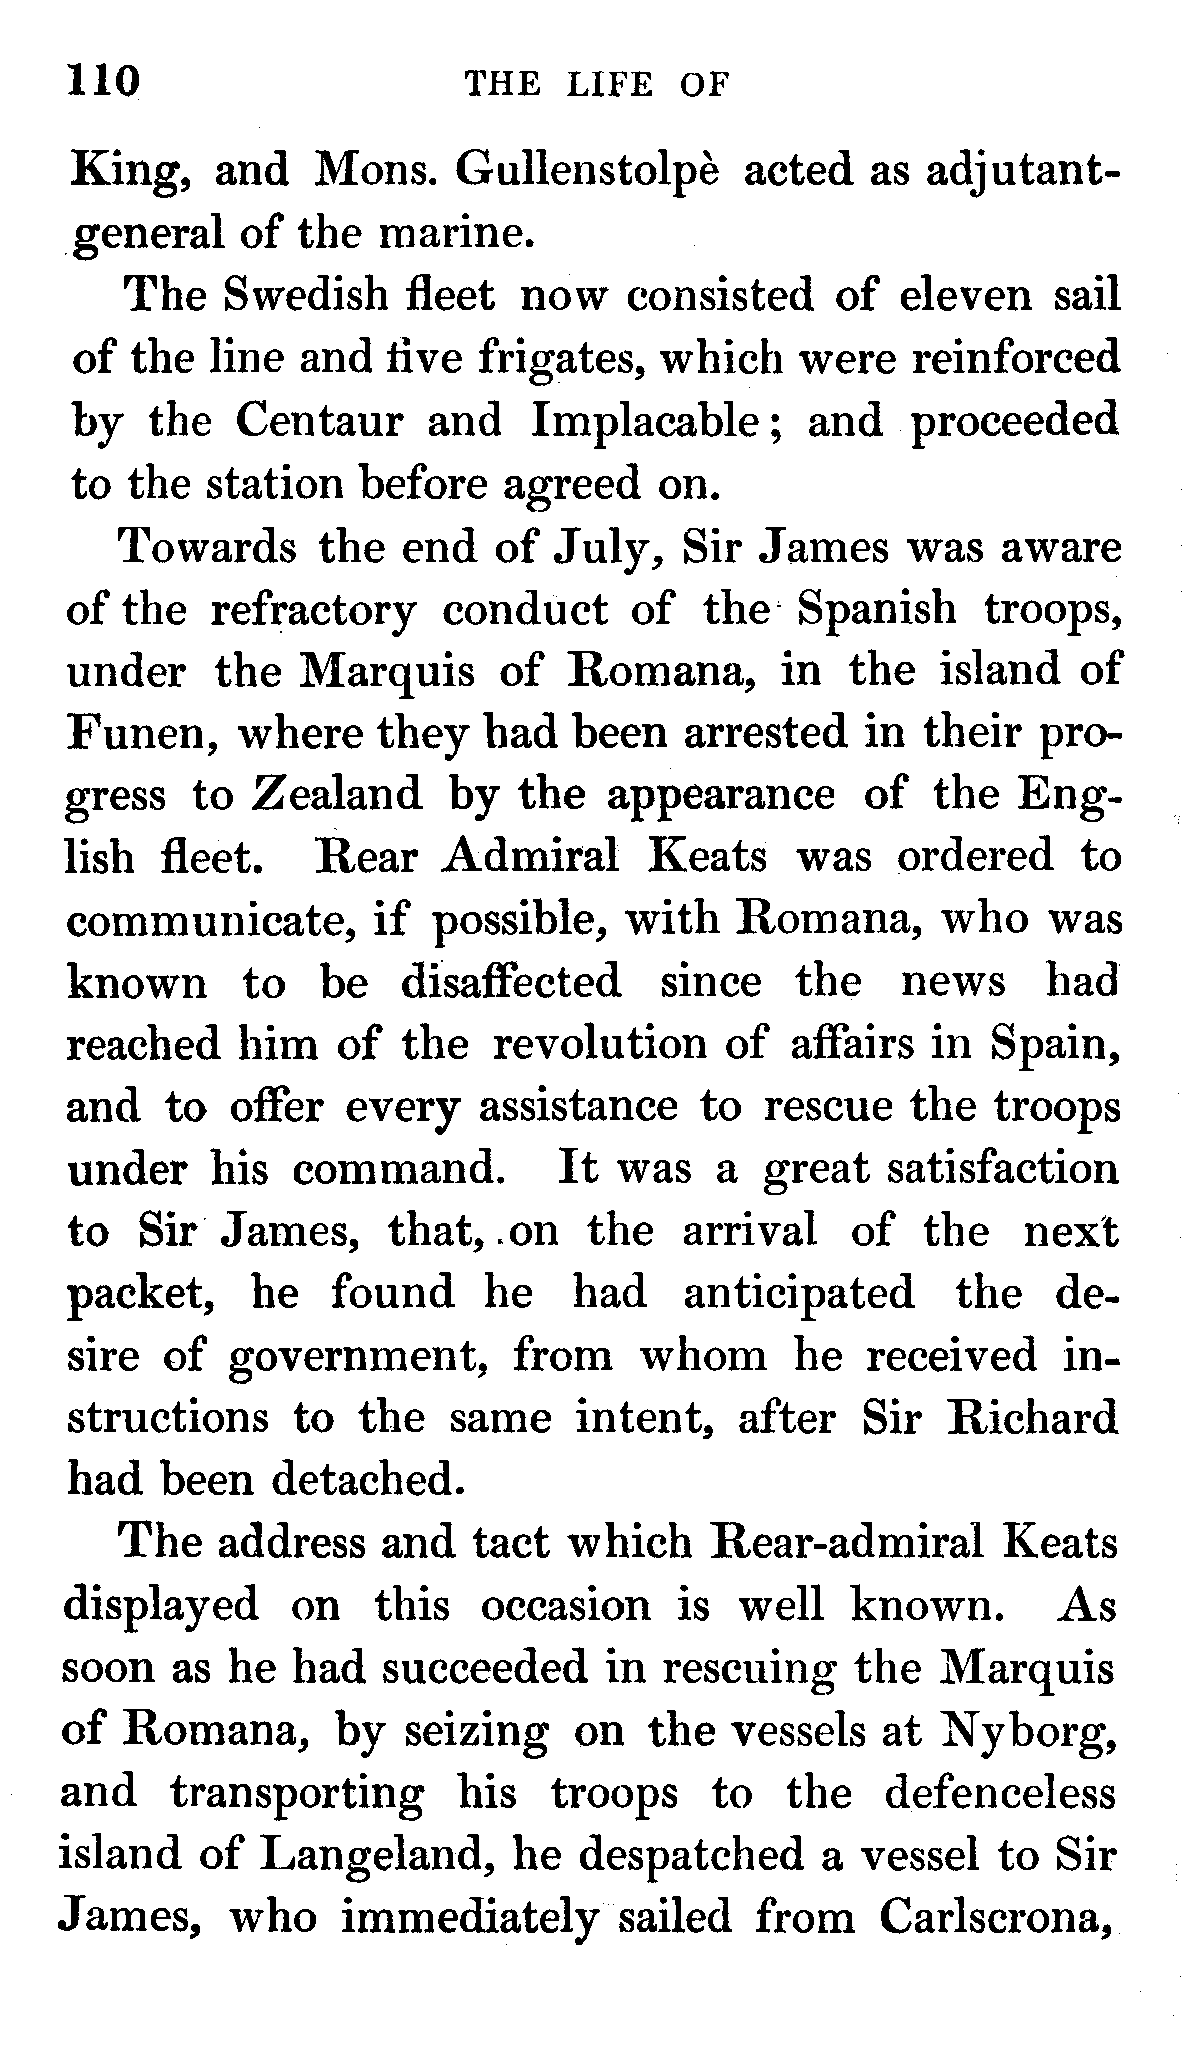 110 THE LIFE OF
King, and Mons. Gullenstolpè acted as adjutant-
general of the marine.
The Swedish fleet now consisted of eleven sail
of the line and five frigates, which were reinforced
by the Centaur and Implacable; and proceeded
to the station before agreed on.
Towards the end of July, Sir James was aware
of the refractory conduct of the Spanish troops,
under the Marquis of Romana, in the island of
Funen, where they had been arrested in their pro-
gress to Zealand by the appearance of the Eng-
lish fleet. Rear Admiral Keats was ordered to
communicate, if possible, with Romana, who was
known to be disaffected since the news had
reached him of the revolution of affairs in Spain,
and to offer every assistance to rescue the troops
under his command. It was a great satisfaction
to Sir James, that, on the arrival of the next
packet, he found he had anticipated the de-
sire of government, from whom he received in-
structions to the same intent, after Sir Richard
had been detached.
The address and tact which Rear-admiral Keats
displayed on this occasion is well known. As
soon as he had succeeded in rescuing the Marquis
of Romana, by seizing on the vessels at Nyborg,
and transporting his troops to the defenceless
island of Langeland, he despatched a vessel to Sir
James, who immediately sailed from Carlscrona,